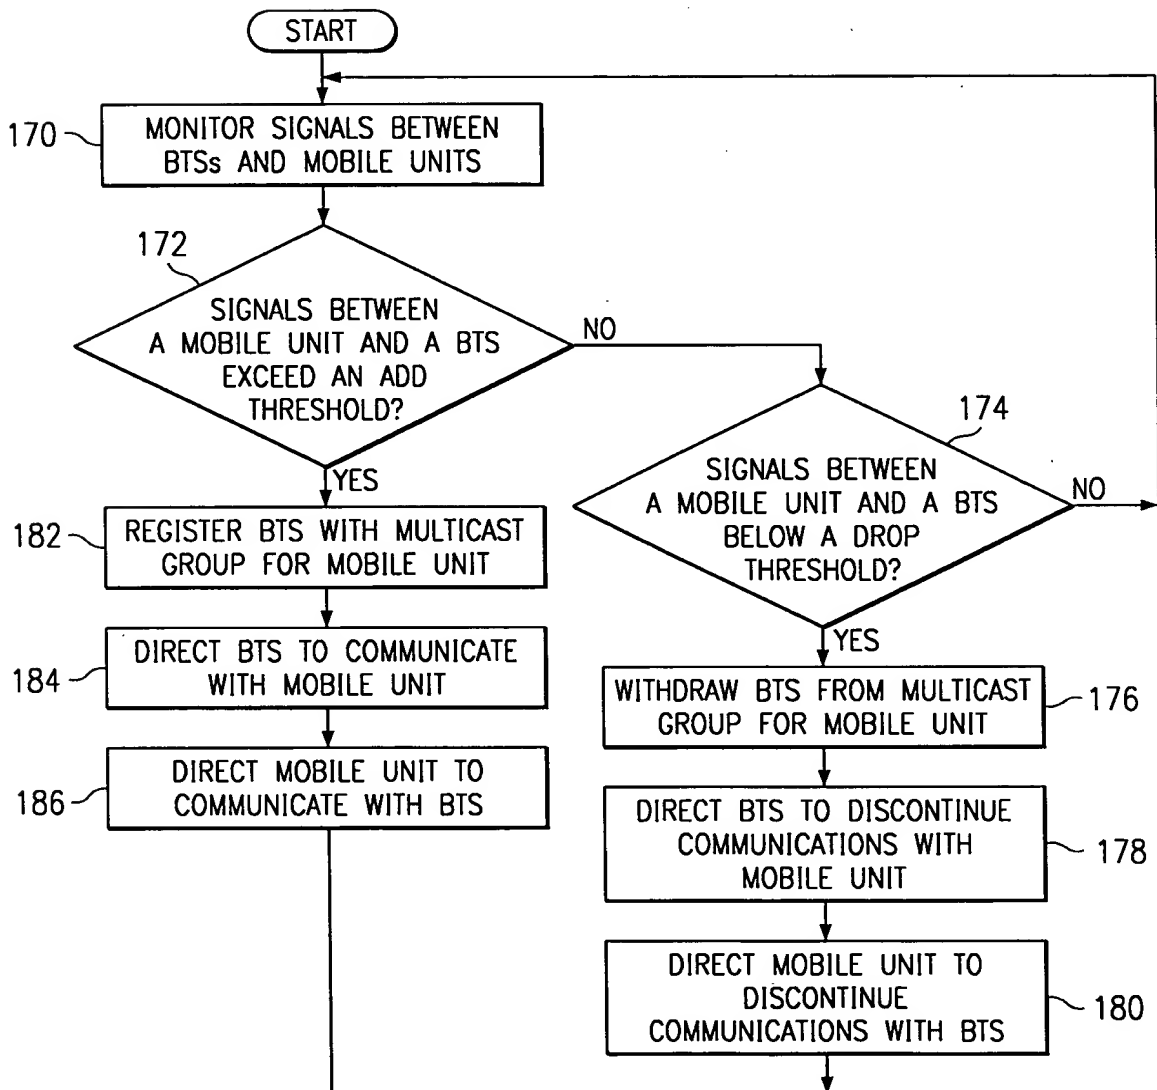 START
170
MONITOR SIGNALS BETWEEN
BTSs AND MOBILE UNITS
172
SIGNALS BETWEEN
A MOBILE UNIT AND A BTS
EXCEED AN ADD
THRESHOLD?
NO
YES
174
SIGNALS BETWEEN
A MOBILE UNIT AND A BTS
BELOW A DROP
THRESHOLD?
NO
YES
182
REGISTER BTS WITH MULTICAST
GROUP FOR MOBILE UNIT
184
DIRECT BTS TO COMMUNICATE
WITH MOBILE UNIT
186
DIRECT MOBILE UNIT TO
COMMUNICATE WITH BTS
WITHDRAW BTS FROM MULTICAST
GROUP FOR MOBILE UNIT
176
DIRECT BTS TO DISCONTINUE
COMMUNICATIONS WITH
MOBILE UNIT
178
DIRECT MOBILE UNIT TO
DISCONTINUE
COMMUNICATIONS WITH BTS
180